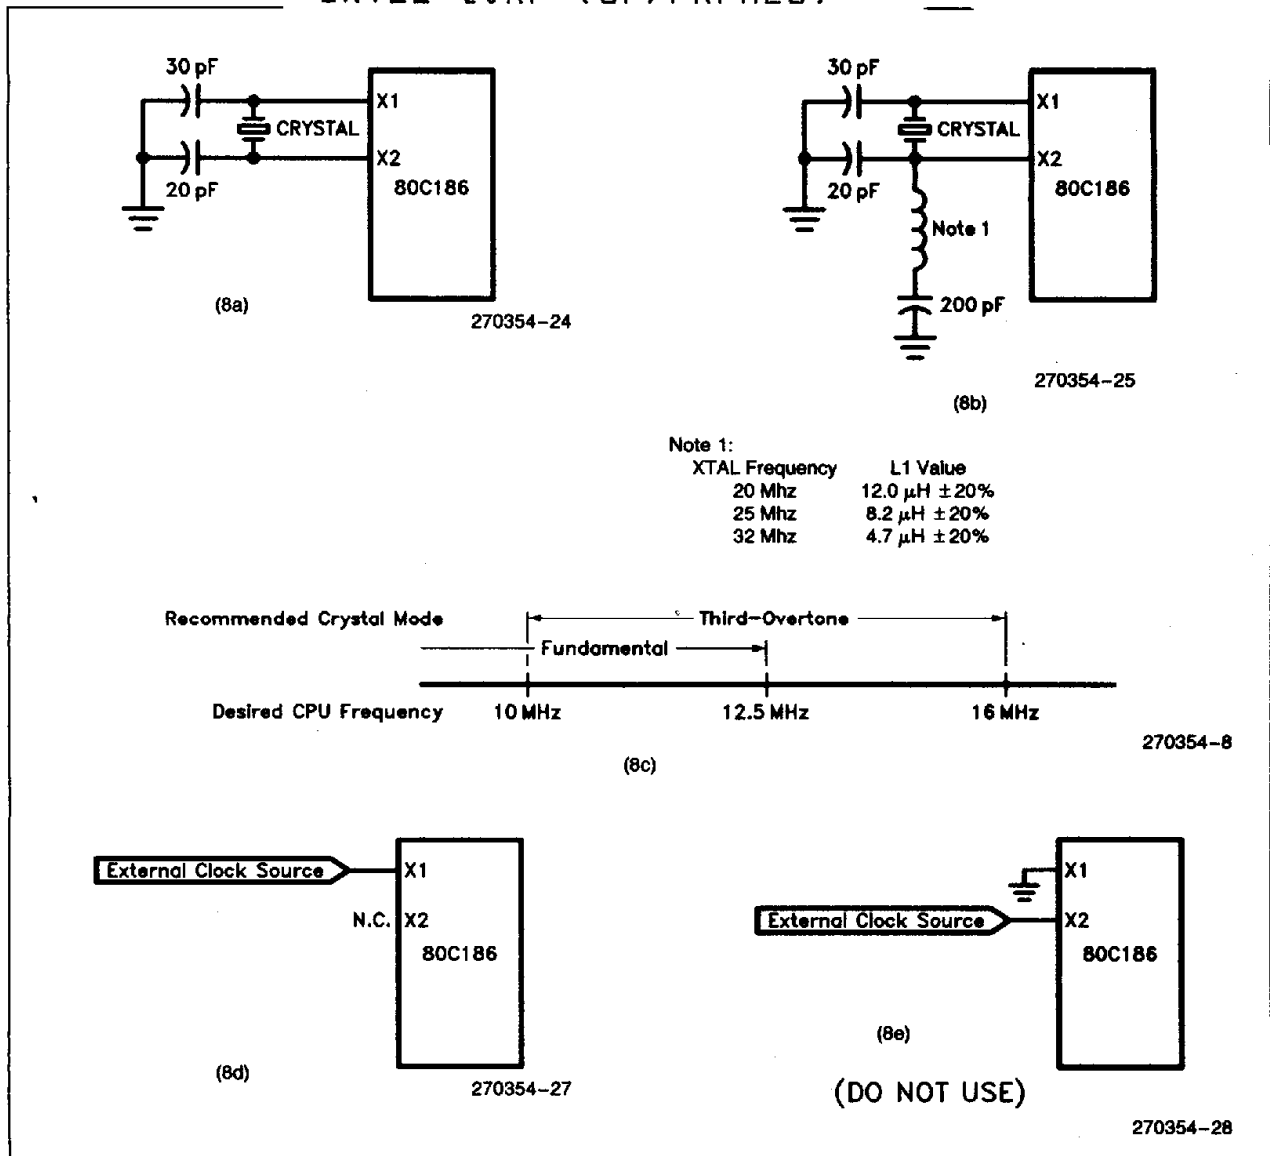 30 pF
X1
CRYSTAL
X2
20 pF
80C186
(8a)
270354-24
30 pF
X1
CRYSTAL
X2
20 pF
80C186
Note 1
200 pF
270354-25
(8b)
Note 1:
XTAL Frequency L1 Value
20 Mhz 12.0 μH ±20%
25 Mhz 8.2 μH ±20%
32 Mhz 4.7 μH ±20%
Recommended Crystal Mode Third-Overtone
Fundamental
Desired CPU Frequency 10 MHz 12.5 MHz 16 MHz
270354-8
(8c)
External Clock Source X1
N.C. X2
80C186
(8d)
270354-27
X1
External Clock Source X2
80C186
(8e)
(DO NOT USE)
270354-28